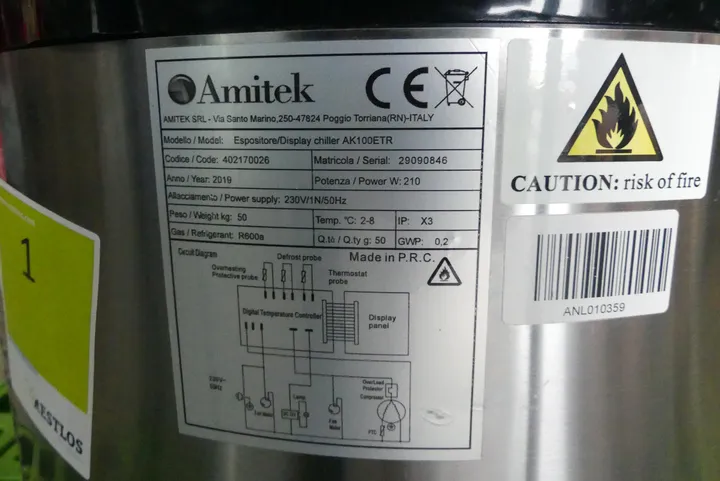 Amitek CE
AMITEK SRL - Via Santo Marino,250-47824 Poggio Torriana(RN)-ITALY
Modello / Model: Espositore/Display chiller AK100ETR
Codice / Code: 402170026 Matricola / Serial: 29090846
Anno / Year: 2019 Potenza / Power W: 210
Allacciamento / Power supply: 230V/1N/50Hz
Peso / Weight kg: 50 Temp. °C: 2-8 IP: X3
Gas / Refrigerant: R600a Q.tà / Q.ty g: 50 GWP: 0,2
Circuit Diagram
Made in P.R.C.
Defrost probe
Overheating
Protective probe
Thermostat
probe
Digital Temperature Controller
Display
panel
Lamp
Fan Motor
Fan
Motor
OverLoad
Protector
Compressor
PTC
CAUTION: risk of fire
ANL010359
1
AESTLOS